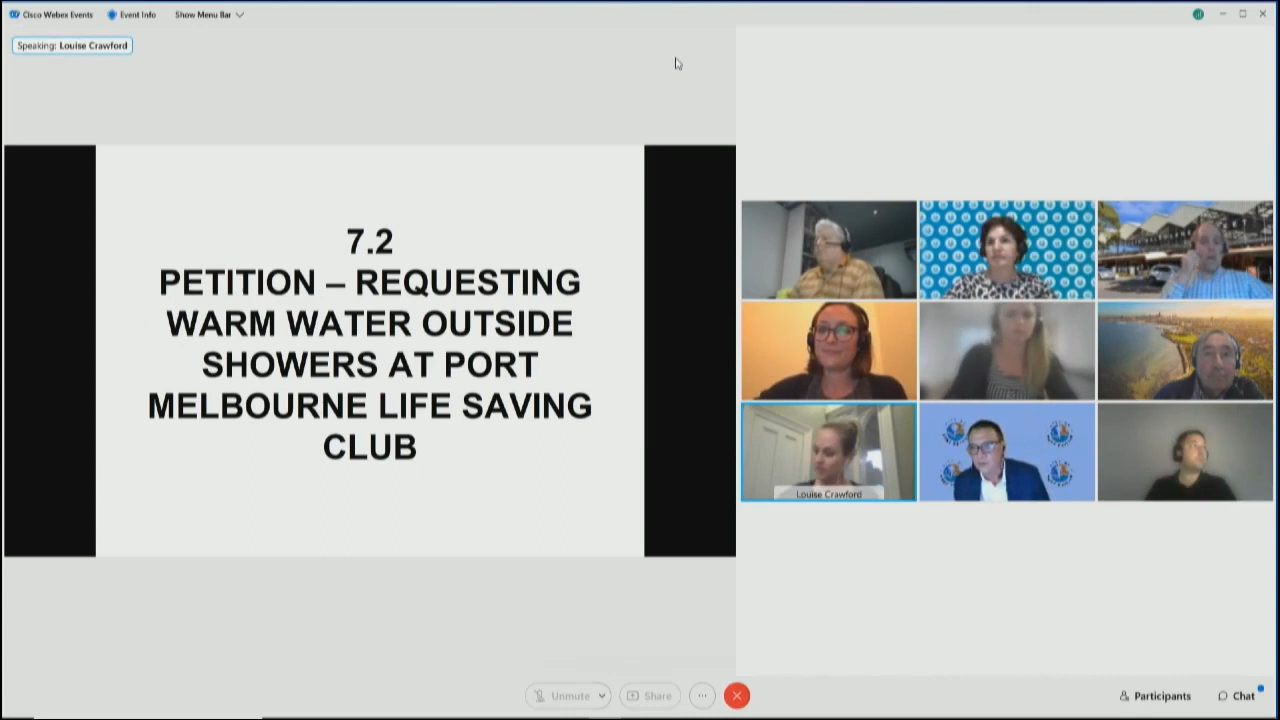 Cisco Webex Events
Event Info
Show Menu Bar
Speaking: Louise Crawford
7.2
PETITION – REQUESTING
WARM WATER OUTSIDE
SHOWERS AT PORT
MELBOURNE LIFE SAVING
CLUB
Louise Crawford
Unmute
Share
Participants
Chat